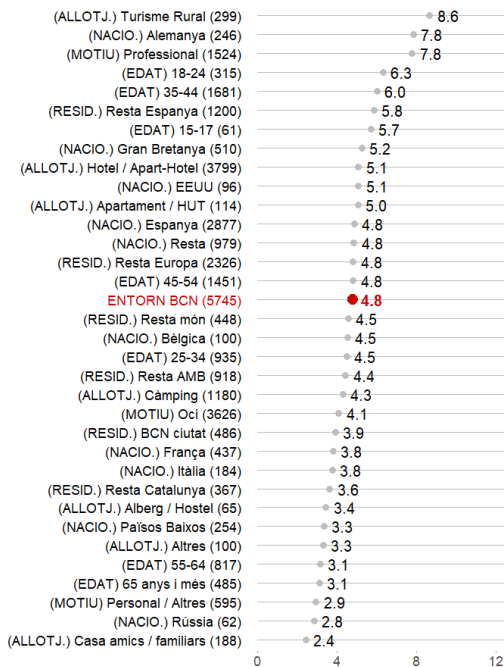 (ALLOTJ.) Turisme Rural (299) 8.6
(NACIO.) Alemanya (246) 7.8
(MOTIU) Professional (1524) 7.8
(EDAT) 18-24 (315) 6.3
(EDAT) 35-44 (1681) 6.0
(RESID.) Resta Espanya (1200) 5.8
(EDAT) 15-17 (61) 5.7
(NACIO.) Gran Bretanya (510) 5.2
(ALLOTJ.) Hotel / Apart-Hotel (3799) 5.1
(NACIO.) EEUU (96) 5.1
(ALLOTJ.) Apartament / HUT (114) 5.0
(NACIO.) Espanya (2877) 4.8
(NACIO.) Resta (979) 4.8
(RESID.) Resta Europa (2326) 4.8
(EDAT) 45-54 (1451) 4.8
ENTORN BCN (5745) 4.8
(RESID.) Resta món (448) 4.5
(NACIO.) Bèlgica (100) 4.5
(EDAT) 25-34 (935) 4.5
(RESID.) Resta AMB (918) 4.4
(ALLOTJ.) Càmping (1180) 4.3
(MOTIU) Oci (3626) 4.1
(RESID.) BCN ciutat (486) 3.9
(NACIO.) França (437) 3.8
(NACIO.) Itàlia (184) 3.8
(RESID.) Resta Catalunya (367) 3.6
(ALLOTJ.) Alberg / Hostel (65) 3.4
(NACIO.) Països Baixos (254) 3.3
(ALLOTJ.) Altres (100) 3.3
(EDAT) 55-64 (817) 3.1
(EDAT) 65 anys i més (485) 3.1
(MOTIU) Personal / Altres (595) 2.9
(NACIO.) Rússia (62) 2.8
(ALLOTJ.) Casa amics / familiars (188) 2.4
0 4 8 12